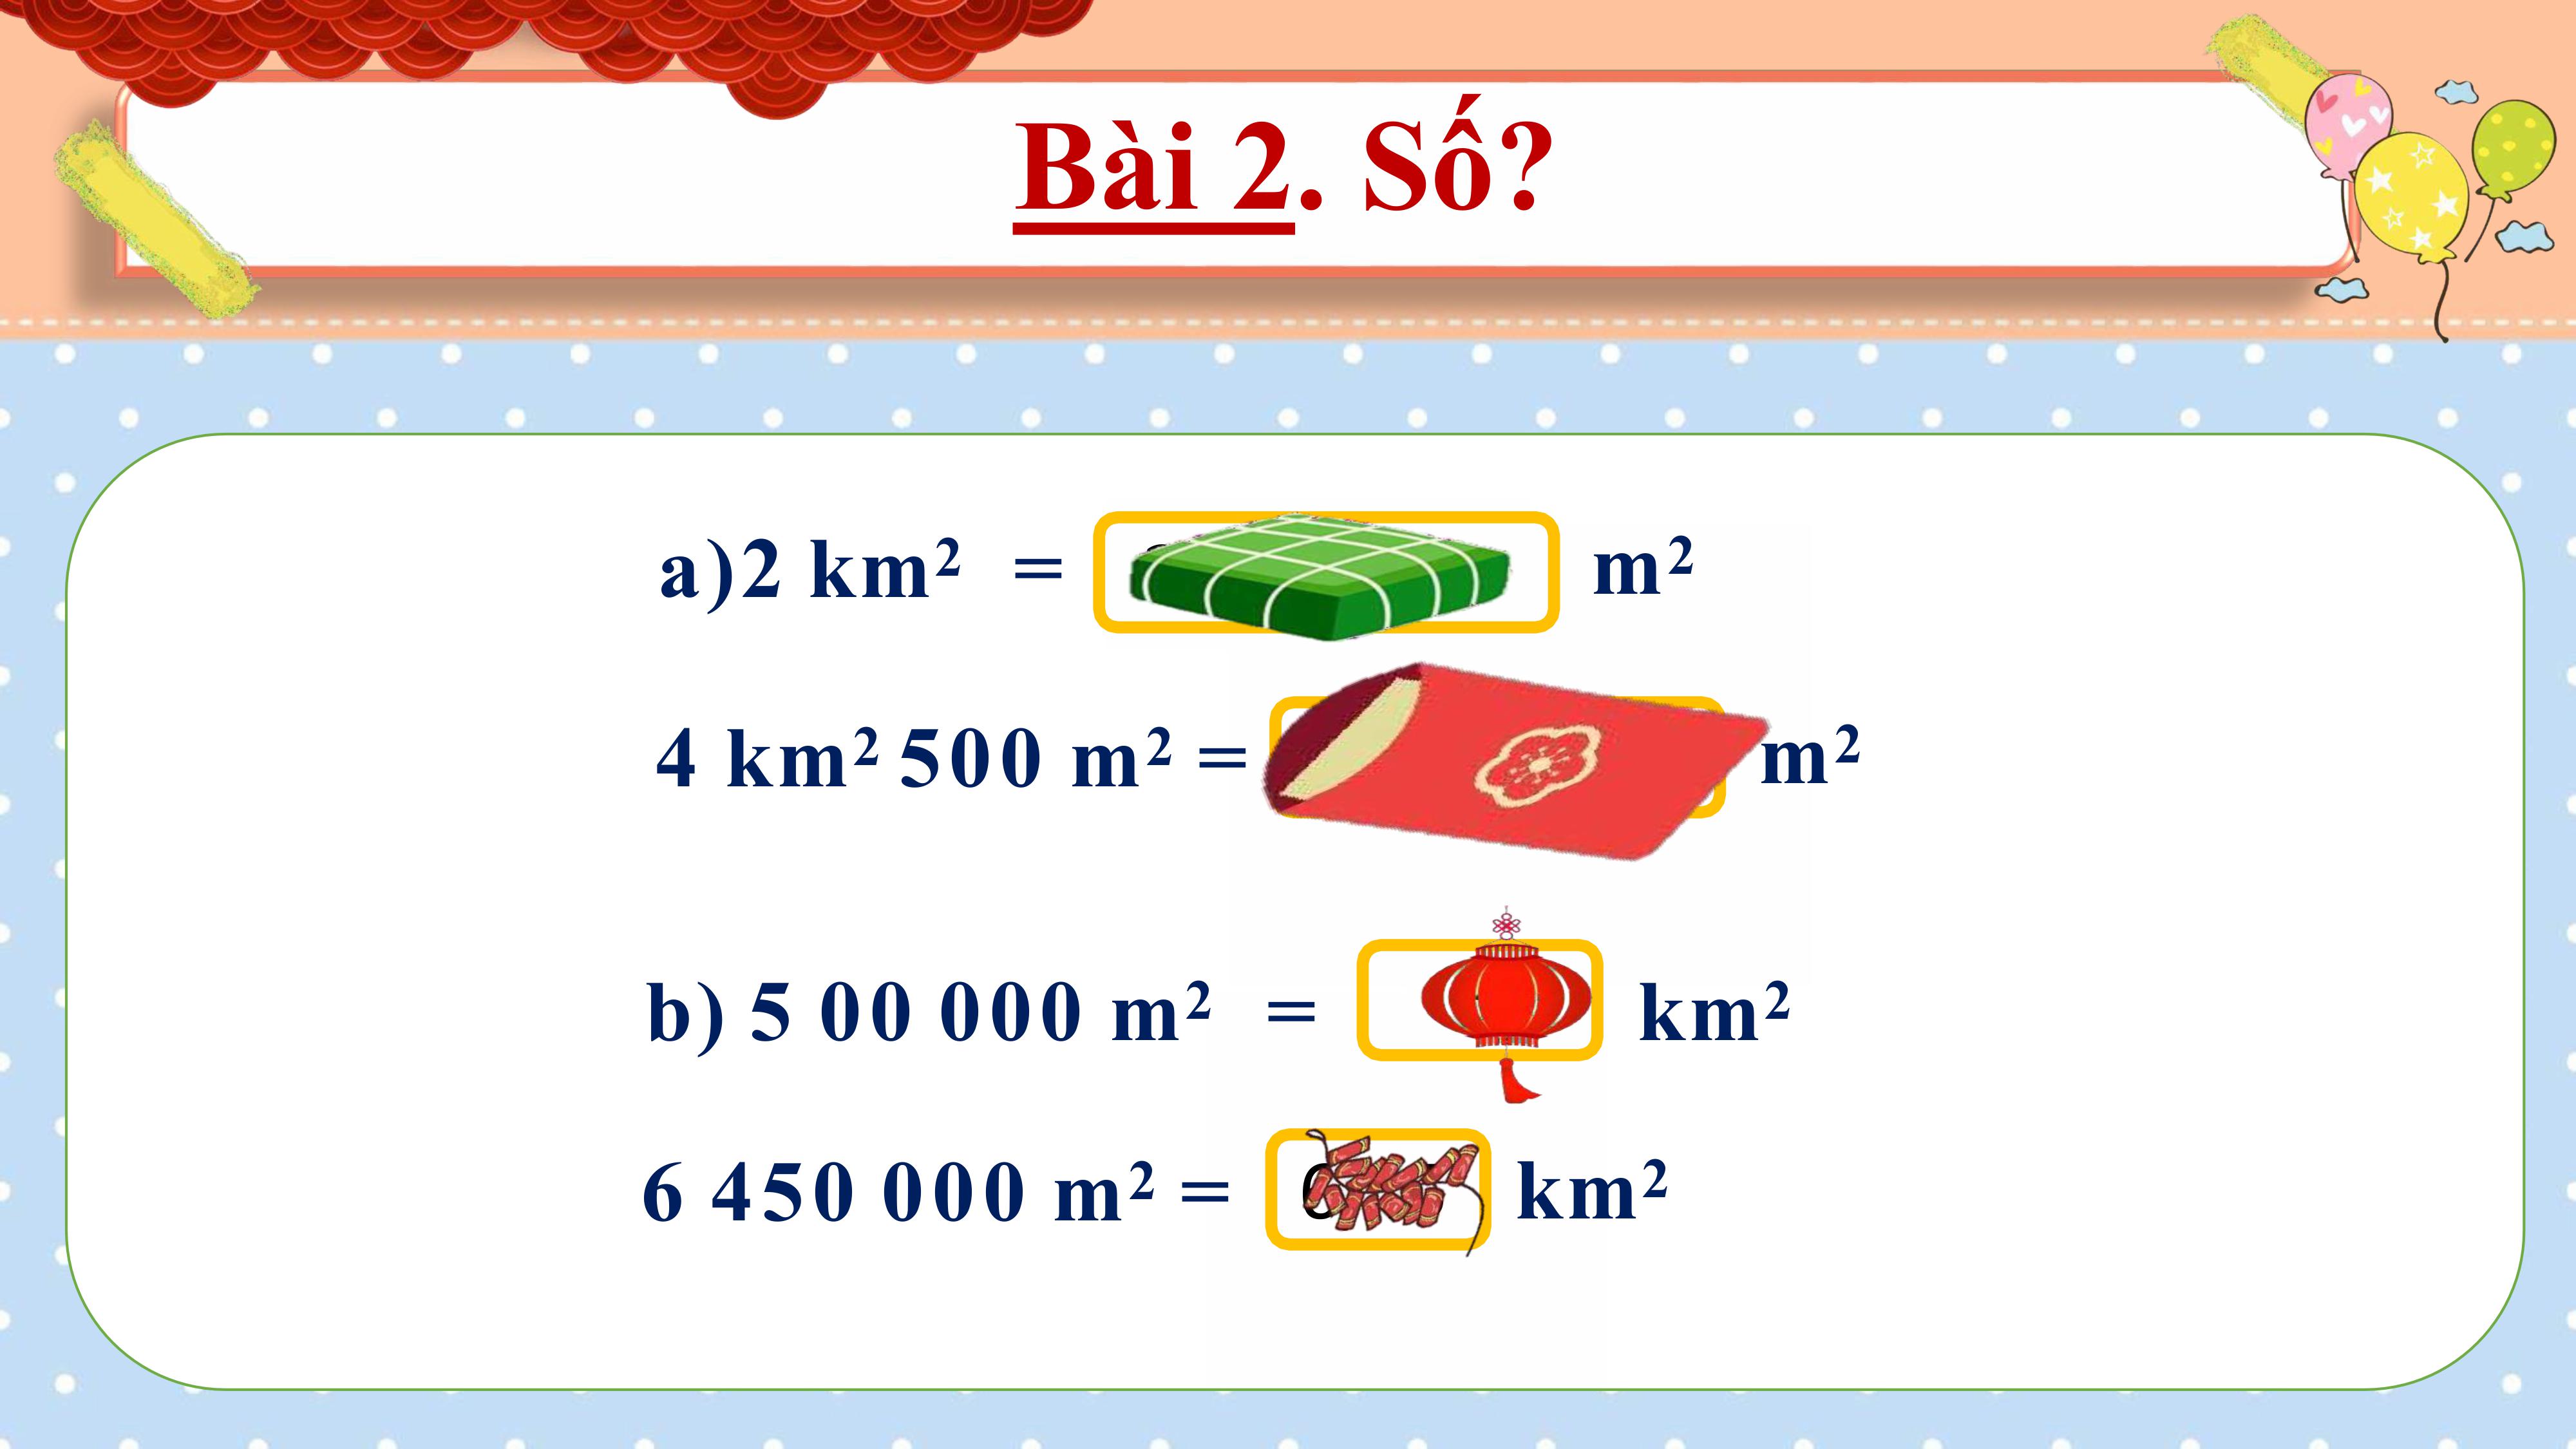 Bài 2. Số?
a)2 km² = m²
4 km² 500 m² = m²
b) 5 00 000 m² = km²
6 450 000 m² = km²